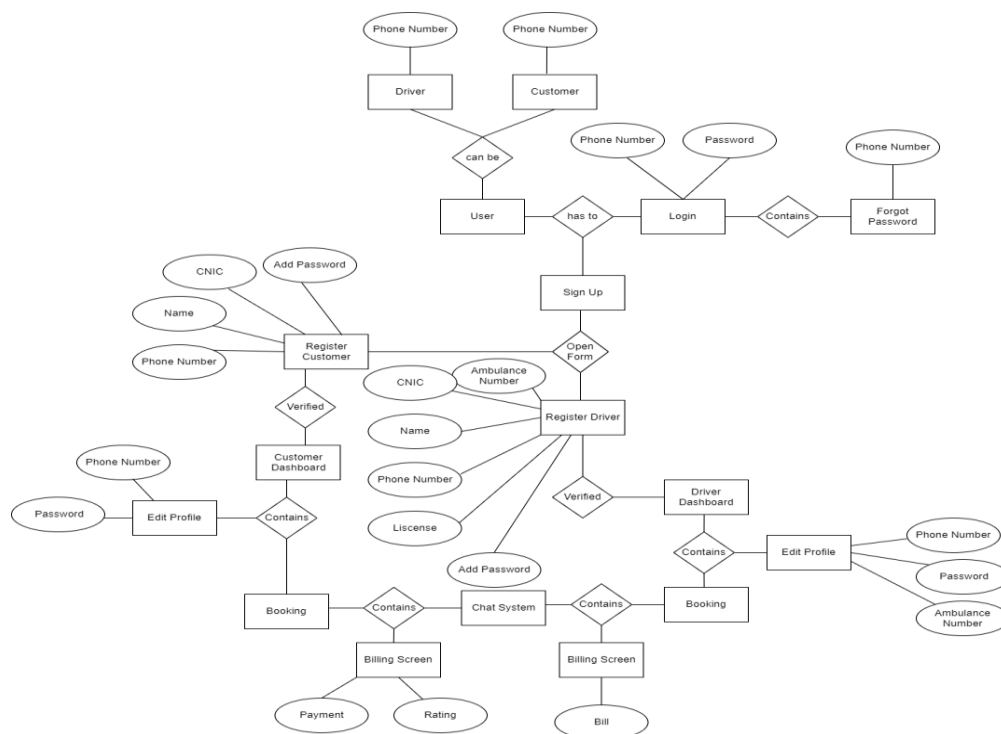 Phone Number
Phone Number
Driver
Customer
can be
Phone Number
Password
Phone Number
User
has to
Login
Contains
Forgot
Password
CNIC
Add Password
Sign Up
Name
Register
Customer
Open
Form
Phone Number
CNIC
Ambulance
Number
Verified
Register Driver
Name
Customer
Dashboard
Phone Number
Phone Number
Verified
Driver
Dashboard
Password
Edit Profile
Contains
Liscense
Phone Number
Contains
Edit Profile
Password
Add Password
Booking
Contains
Chat System
Contains
Booking
Ambulance
Number
Billing Screen
Billing Screen
Payment
Rating
Bill